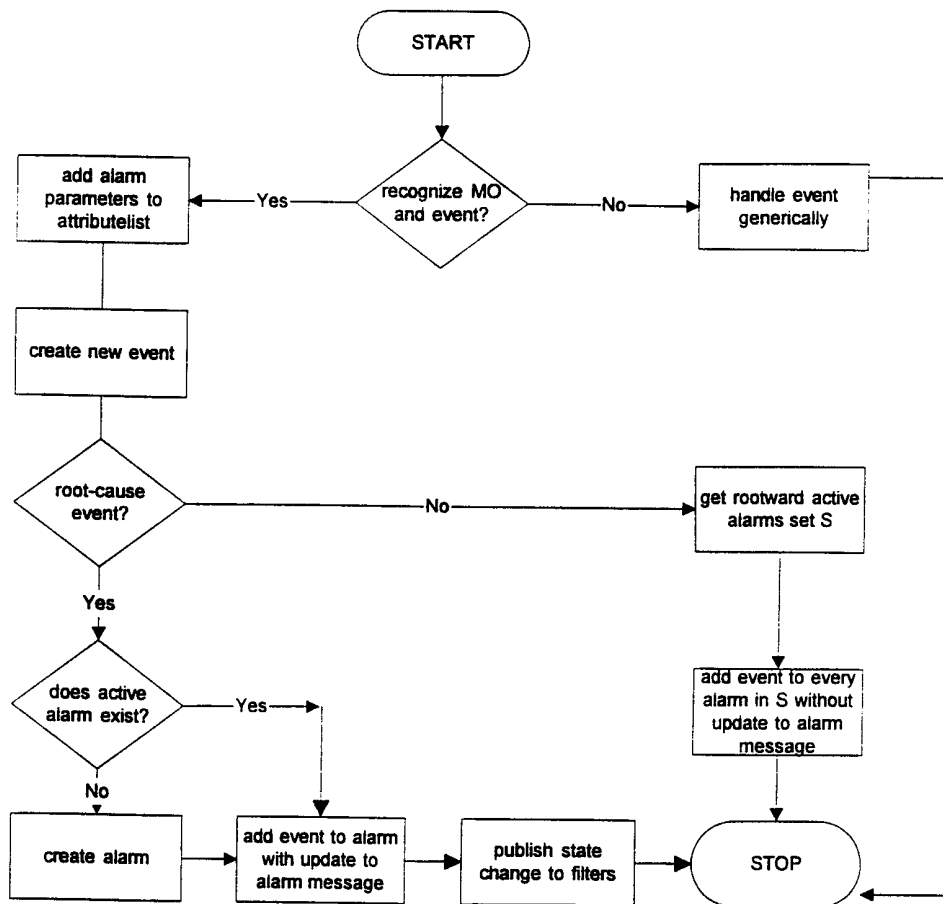 START
recognize MO
and event?
Yes
No
add alarm
parameters to
attributelist
handle event
generically
create new event
root-cause
event?
No
get rootward active
alarms set S
Yes
does active
alarm exist?
Yes
add event to every
alarm in S without
update to alarm
message
No
create alarm
add event to alarm
with update to
alarm message
publish state
change to filters
STOP